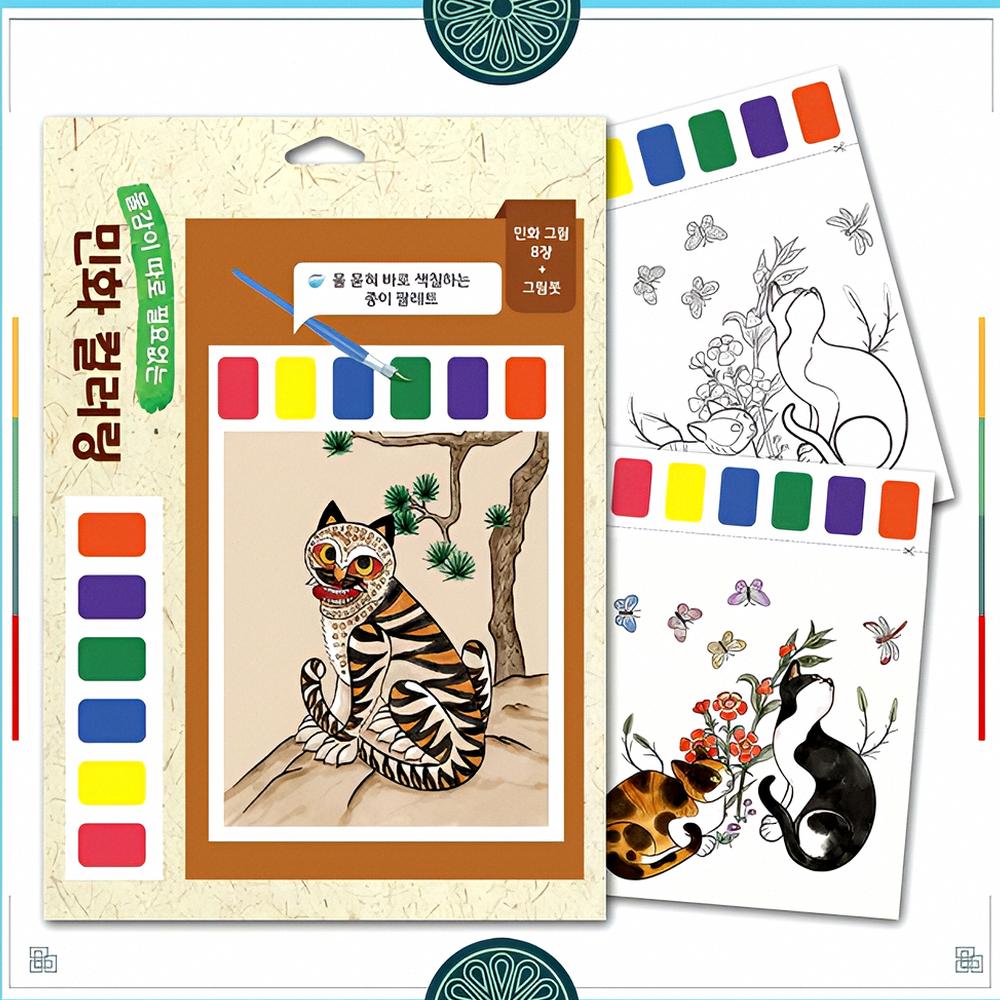 물감이 따로 필요없는
민화 컬러링
민화 그림
8장
+
그림붓
물 묻혀 바로 색칠하는
종이 팔레트